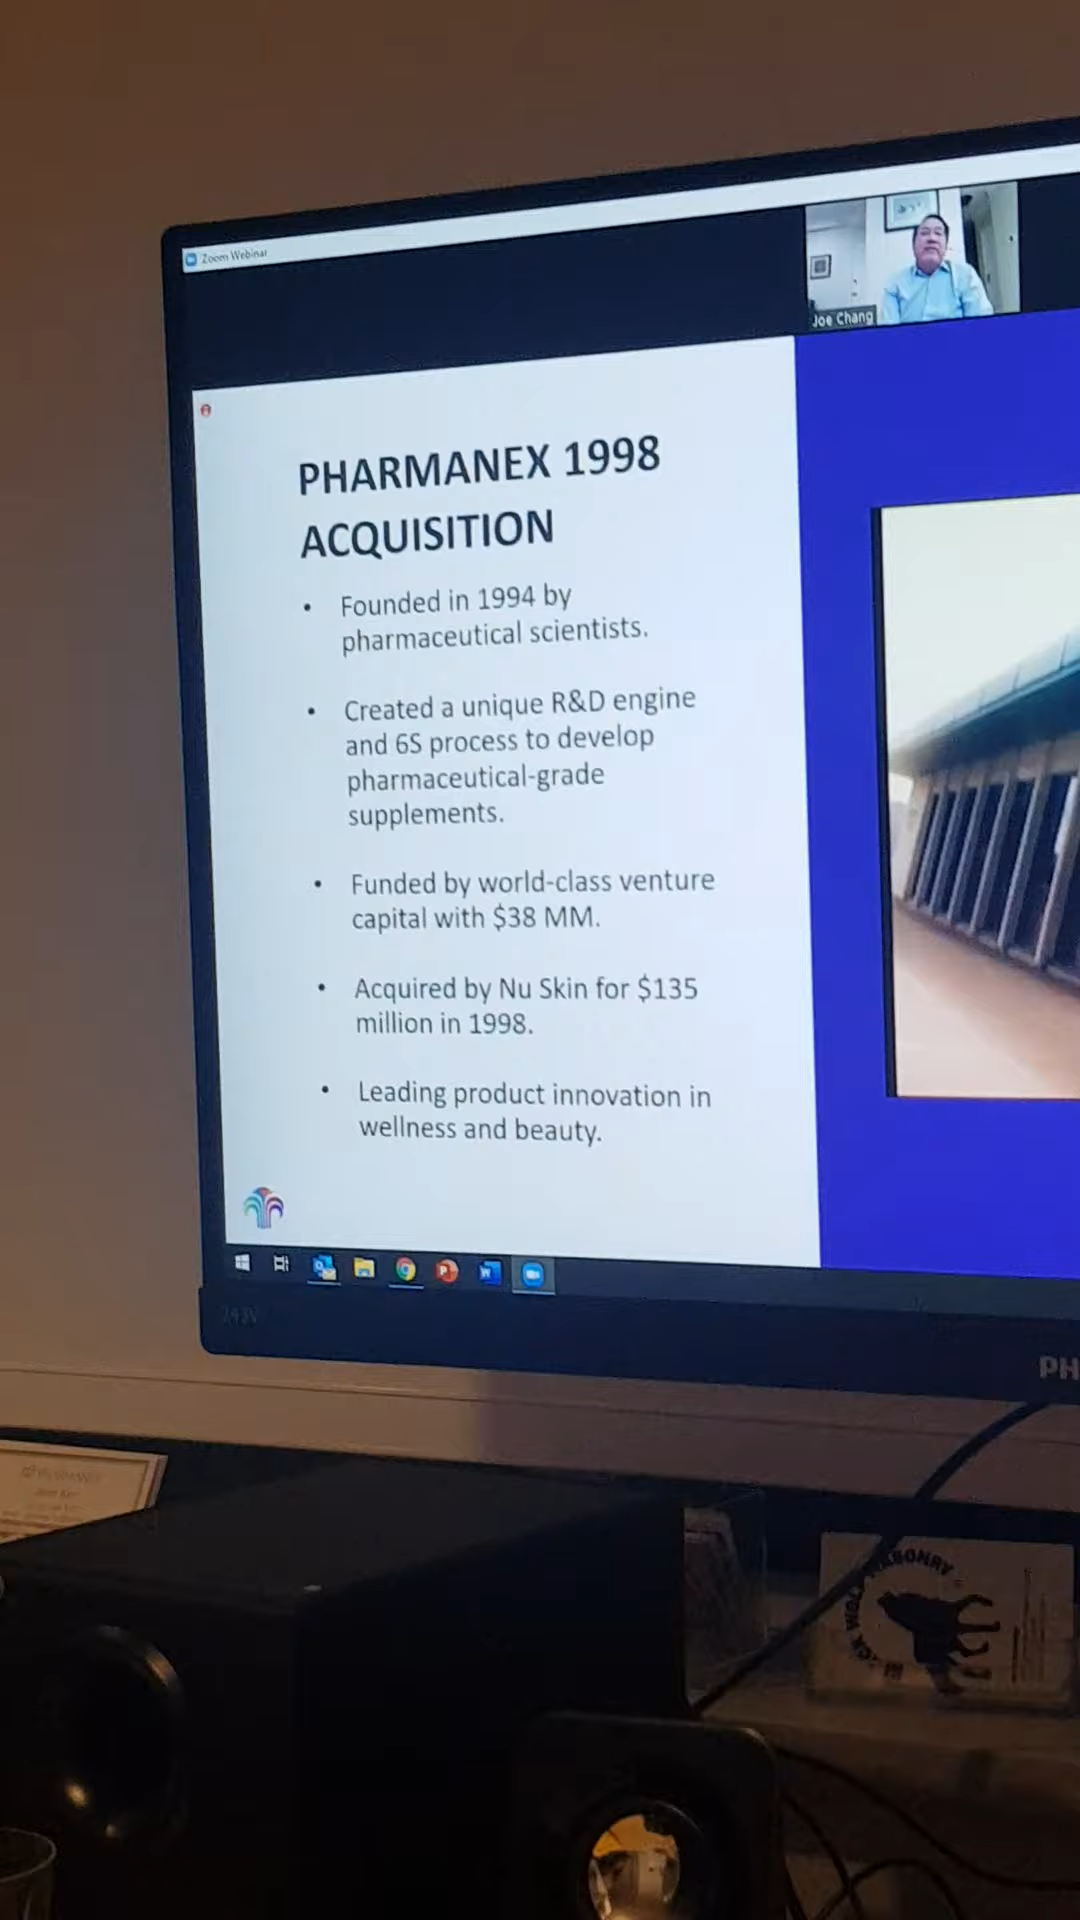 Zoom Webinar
Joe Chang
PHARMANEX 1998
ACQUISITION
• Founded in 1994 by
pharmaceutical scientists.
• Created a unique R&D engine
and 6S process to develop
pharmaceutical-grade
supplements.
• Funded by world-class venture
capital with $38 MM.
• Acquired by Nu Skin for $135
million in 1998.
• Leading product innovation in
wellness and beauty.
243V
PH
MASONRY